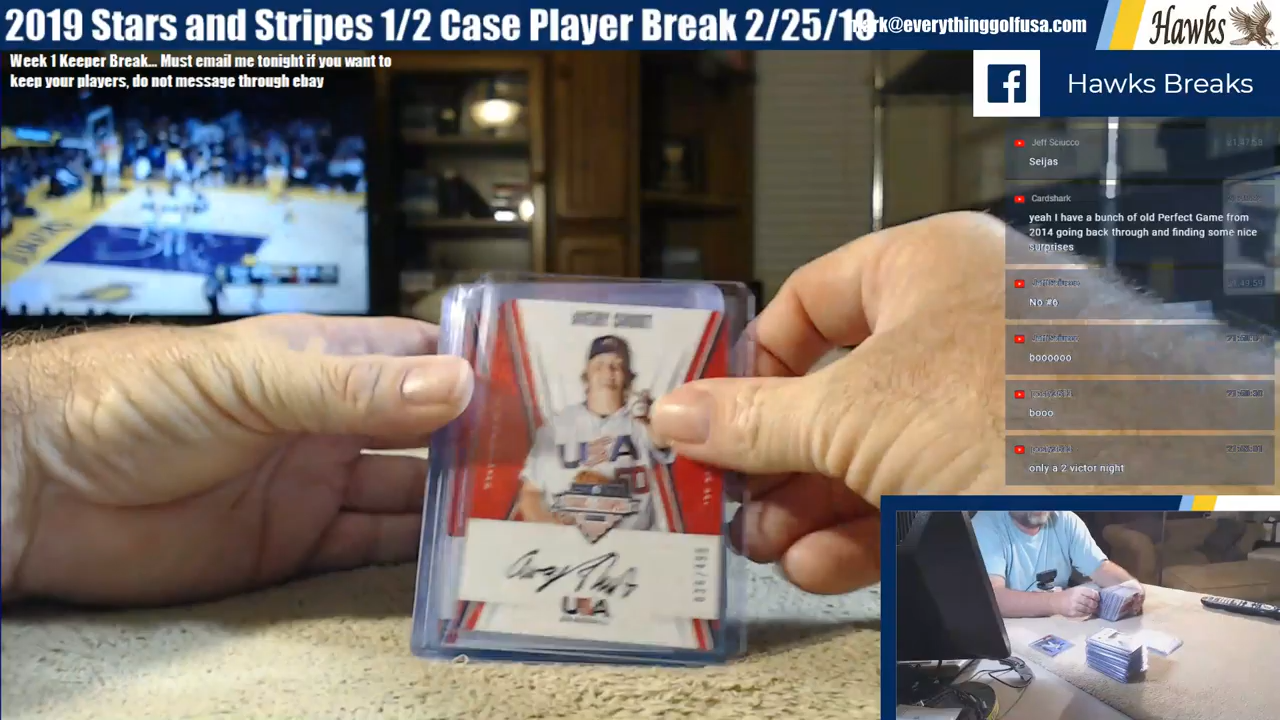 2019 Stars and Stripes 1/2 Case Player Break 2/25/19
mark@everythinggolfusa.com
Hawks
Week 1 Keeper Break... Must email me tonight if you want to
keep your players, do not message through ebay
Hawks Breaks
Jeff Sciucco
Seijas
Cardshark
yeah I have a bunch of old Perfect Game from
2014 going back through and finding some nice
surprises
No #6
Jeff Sciucco
boooooo
booo
only a 2 victor night
USA
USA